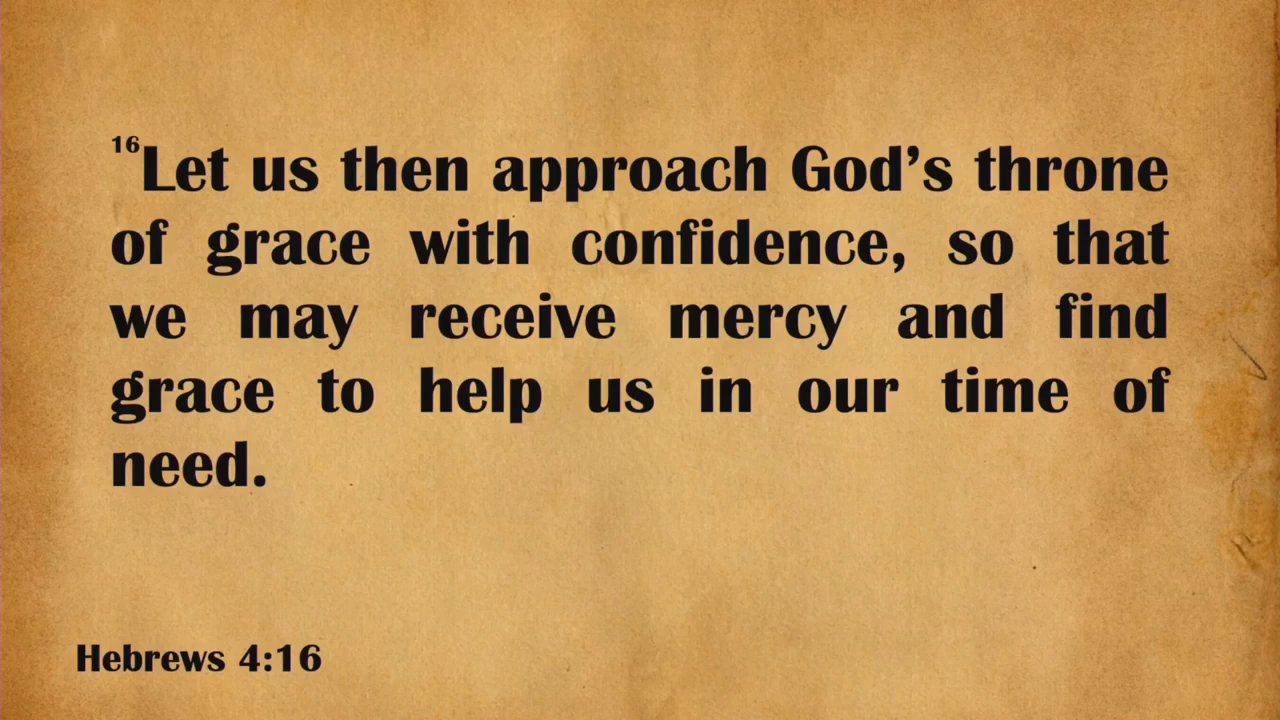 16Let us then approach God’s throne
of grace with confidence, so that
we may receive mercy and find
grace to help us in our time of
need.
Hebrews 4:16